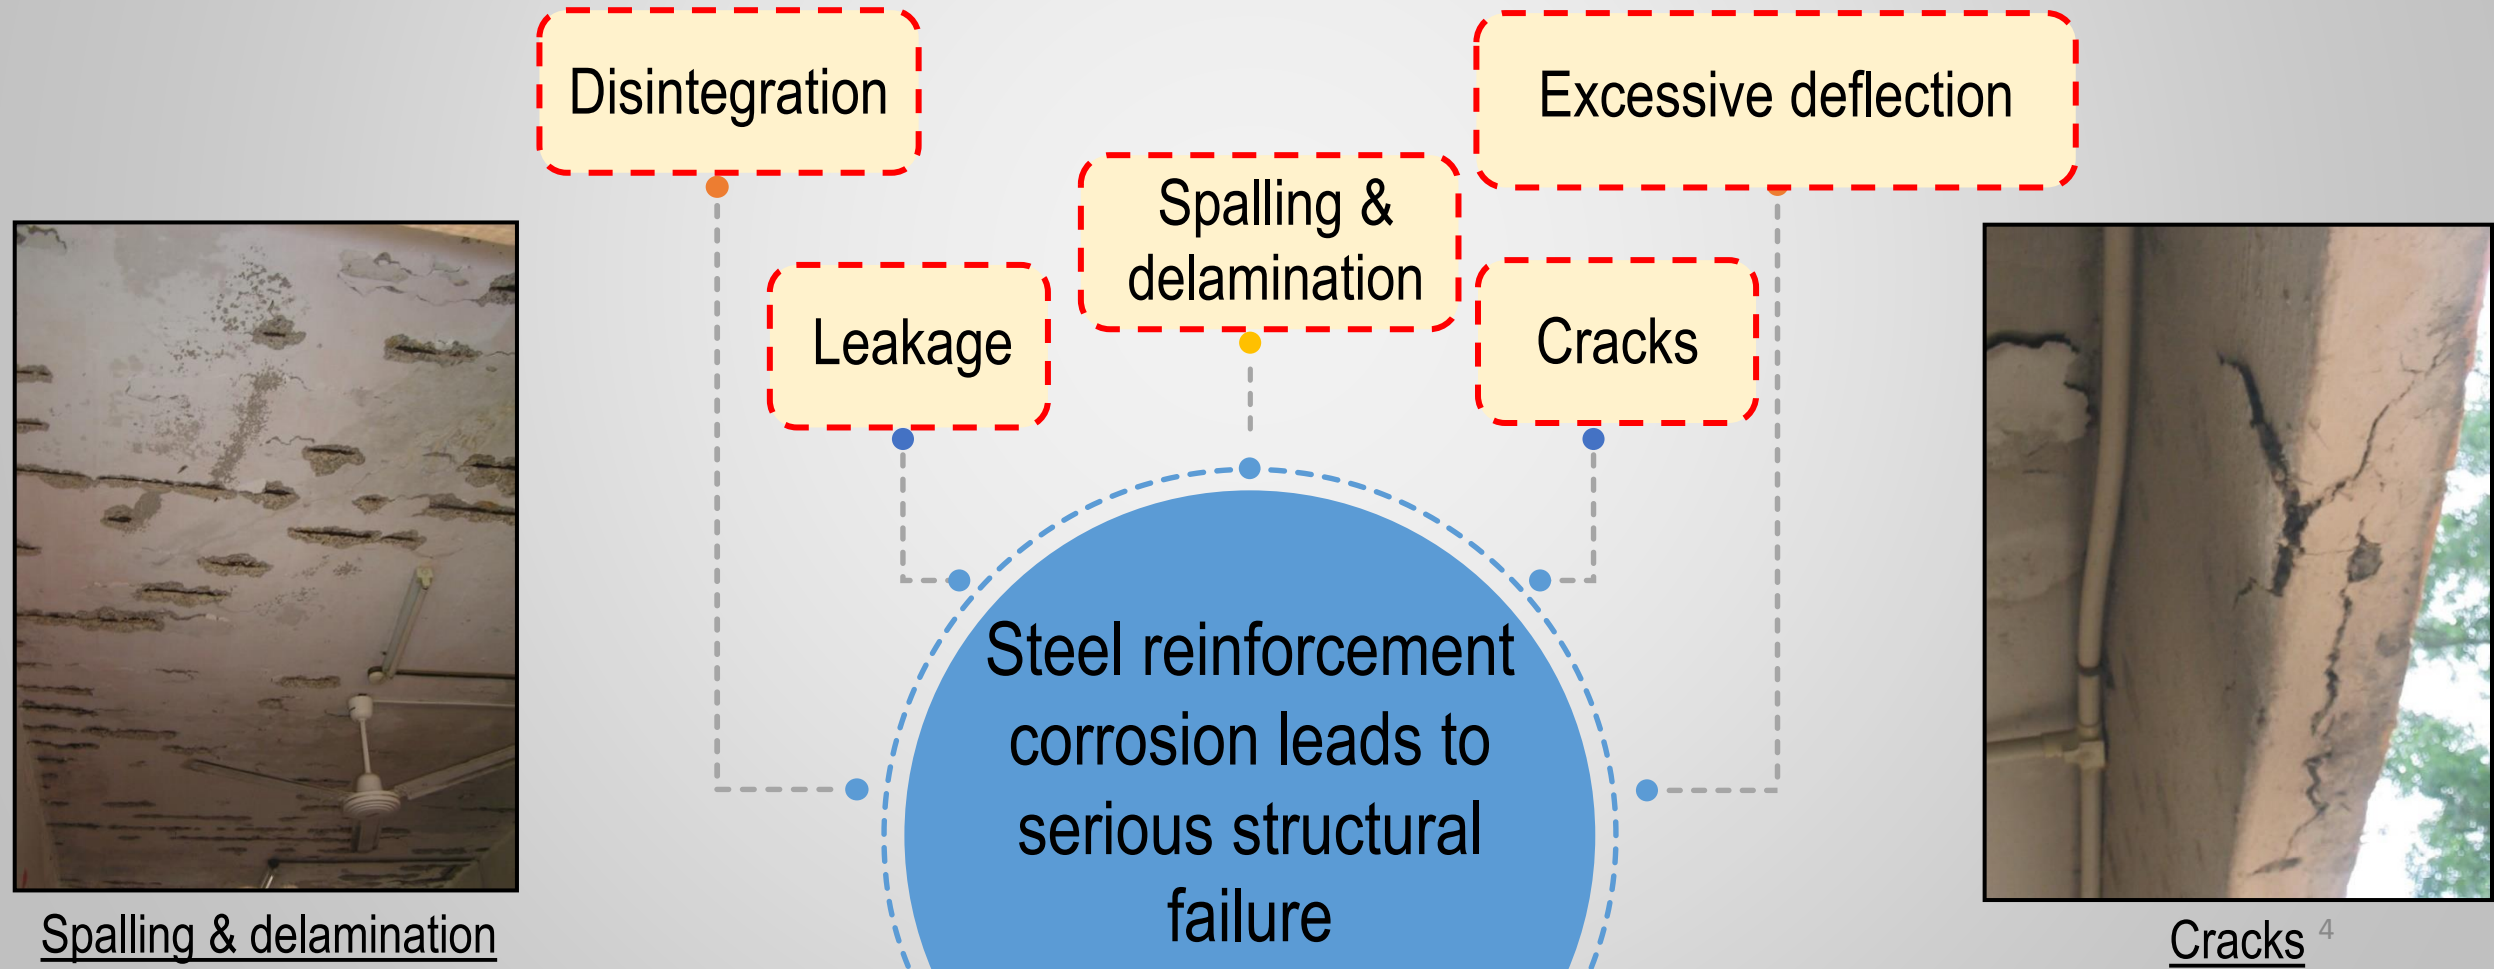 Disintegration
Excessive deflection
Spalling &
delamination
Leakage
Cracks
Steel reinforcement
corrosion leads to
serious structural
failure
Spalling & delamination
Cracks
4